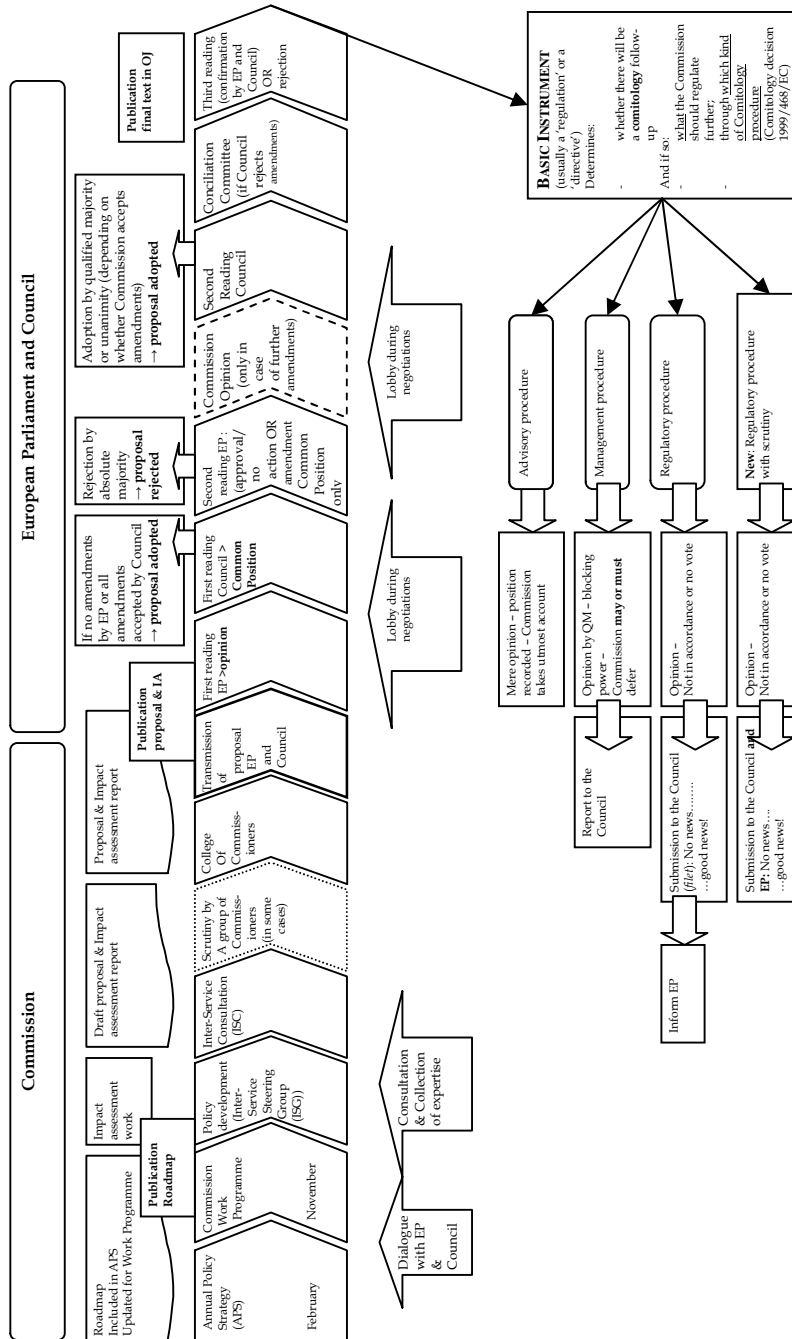 Commission
European Parliament and Council
Roadmap
Included in APS
Updated for Work Programme
Publication
Roadmap
Impact
assessment
work
Draft proposal & Impact
assessment report
Proposal & Impact
assessment report
Publication
proposal & IA
If no amendments
by EP or all
amendments
accepted by Council
→ proposal adopted
Rejection by
absolute
majority
→ proposal
rejected
Adoption by qualified majority
or unaninity (depending on
whether Commission accepts
amendments)
→ proposal adopted
Publication
final text in OJ
Annual Policy
Strategy
(APS)
February
Commission
Work
Programme
November
Policy
development
(Inter-
Service
Steering
Group
(ISG))
Inter-Service
Consultation
(ISC)
Scrutiny by
A group of
Commiss-
ioners
(in some
cases)
College
Of
Commiss-
ioners
Transmission
of proposal
EP
and
Council
First reading
EP >opinion
First reading
Council >
Common
Position
Second
reading EP :
(approval/
no
action OR
amendment
Common
Position
only
Commission
Opinion
(only in
case
of further
amendments)
Second
Reading
Council
Conciliation
Committee
(if Council
rejects
amendments)
Third reading
(confirmation
by EP and
Council)
OR
rejection
Dialogue
with EP
&
Council
Consultation
& Collection
of expertise
Lobby during
negotiations
Lobby during
negotiations
BASIC INSTRUMENT
(usually a 'regulation' or a
'directive')
Determines:
- whether there will be
a comitology follow-
up
And if so:
- what the Commission
should regulate
further;
- through which kind
of Comitology
procedure
(Comitology decision
1999/468/EC)
Advisory procedure
Mere opinion – position
recorded – Commission
takes utmost account
Management procedure
Opinion by QM – blocking
power –
Commission may or must
defer
Report to the
Council
Regulatory procedure
Opinion –
Not in accordance or no vote
Submission to the Council
(filet): No news………
…good news!
Inform EP
New: Regulatory procedure
with scrutiny
Opinion –
Not in accordance or no vote
Submission to the Council and
EP: No news….
…good news!